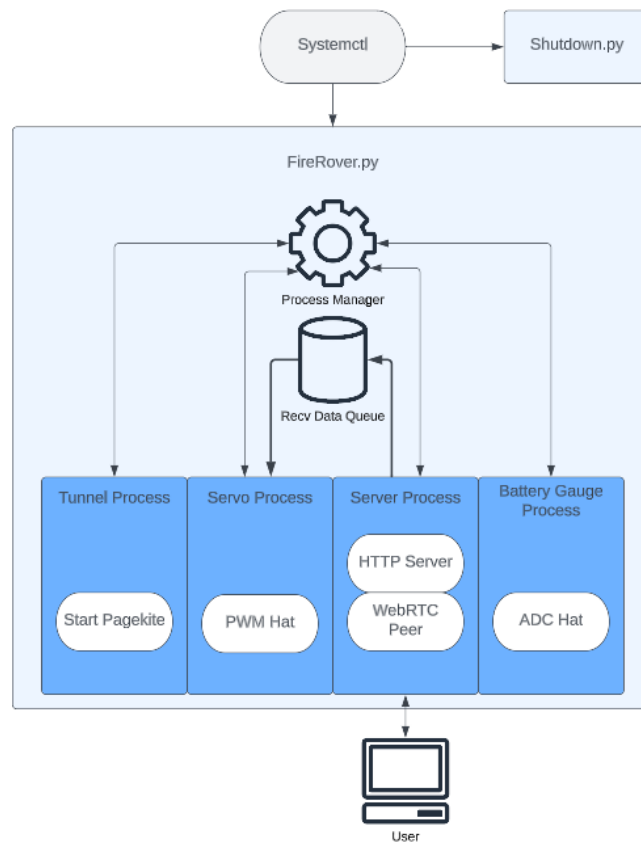 Systemctl
Shutdown.py
FireRover.py
Process Manager
Recv Data Queue
Tunnel Process
Servo Process
Server Process
Battery Gauge
Process
HTTP Server
Start Pagekite
PWM Hat
WebRTC
Peer
ADC Hat
User